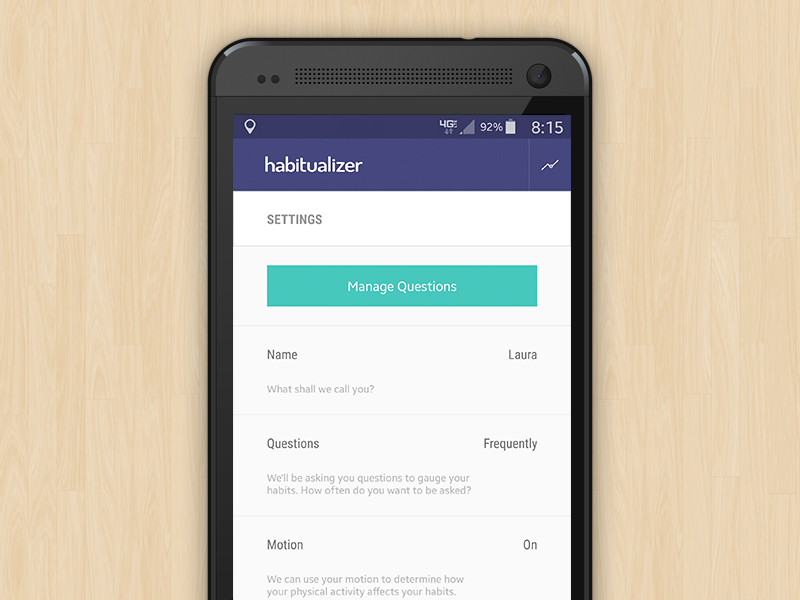 4G 92% 8:15
habitualizer
SETTINGS
Manage Questions
Name Laura
What shall we call you?
Questions Frequently
We'll be asking you questions to gauge your
habits. How often do you want to be asked?
Motion On
We can use your motion to determine how
your physical activity affects your habits.